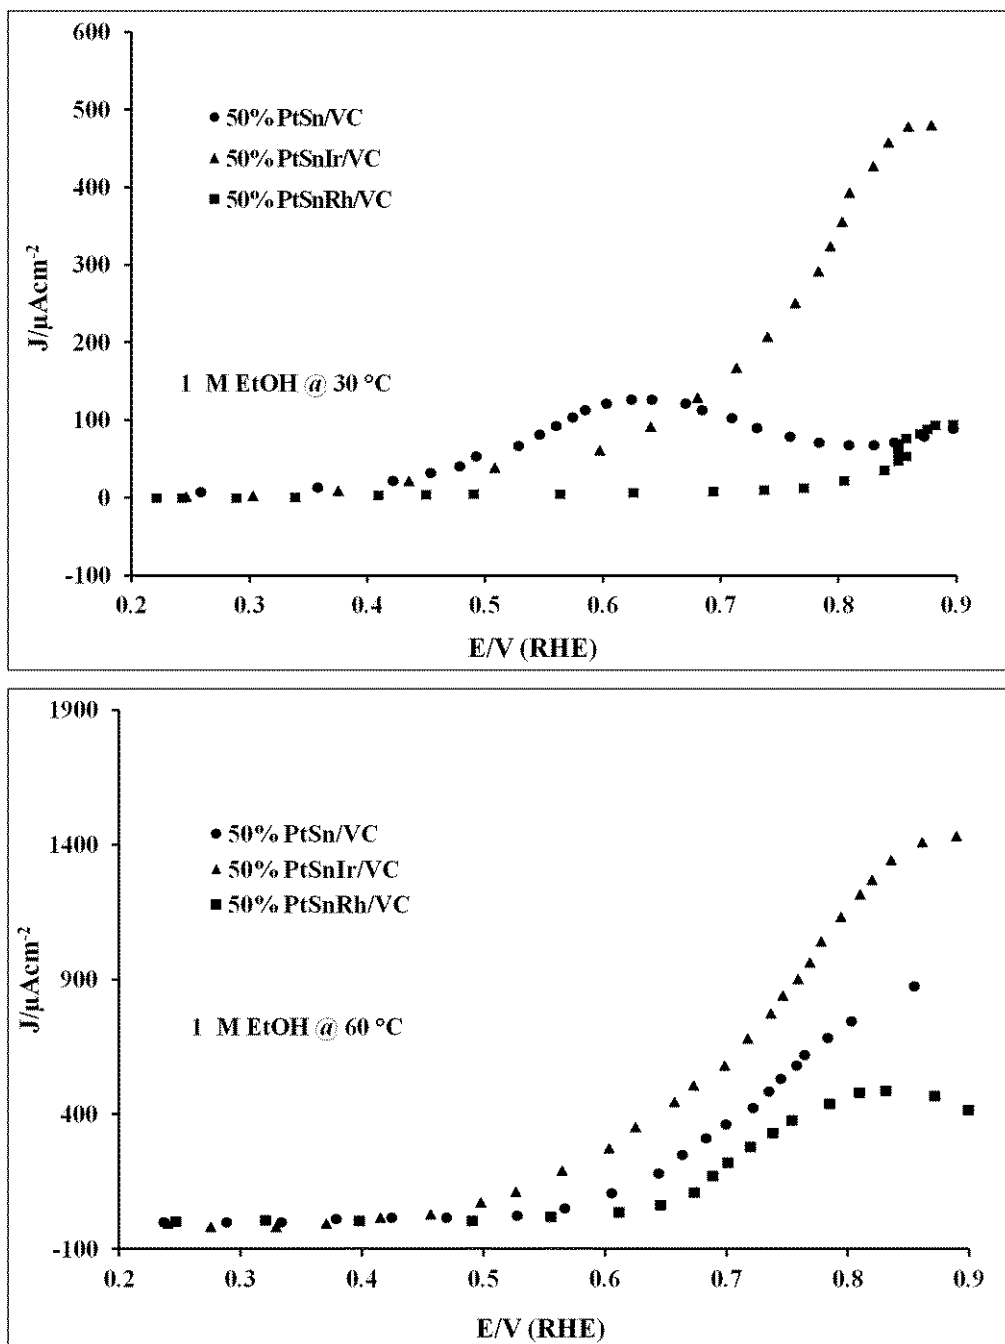 600
500
400
300
200
100
0
-100
J/µAcm-2
50% PtSn/VC
50% PtSnIr/VC
50% PtSnRh/VC
1 M EtOH @ 30 °C
0.2 0.3 0.4 0.5 0.6 0.7 0.8 0.9
E/V (RHE)
1900
1400
900
400
-100
J/µAcm-2
50% PtSn/VC
50% PtSnIr/VC
50% PtSnRh/VC
1 M EtOH @ 60 °C
0.2 0.3 0.4 0.5 0.6 0.7 0.8 0.9
E/V (RHE)